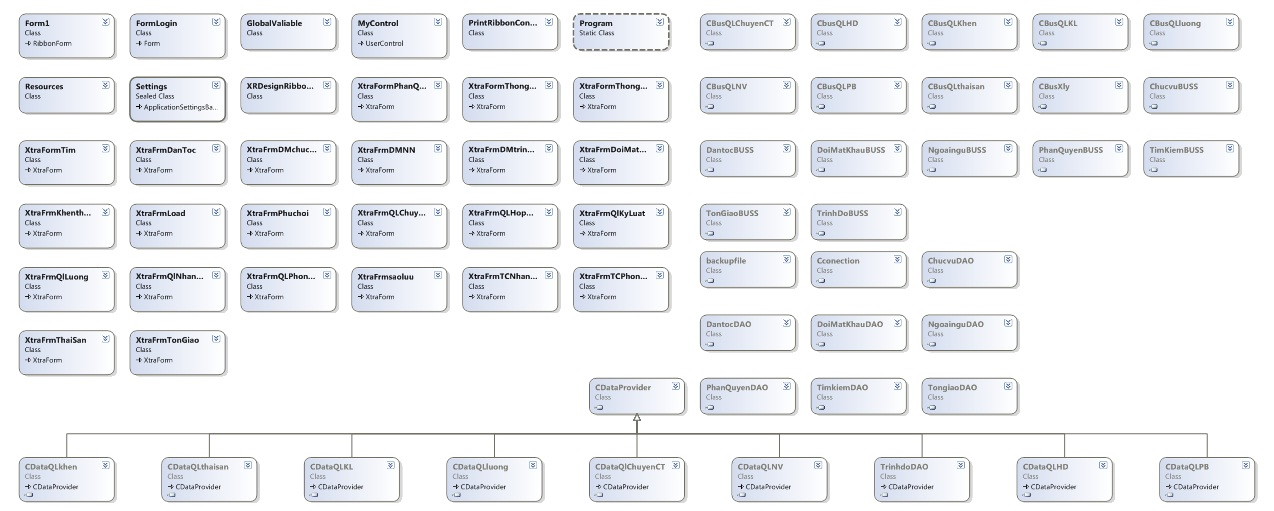 Form1
Class
RibbonForm
FormLogin
Class
Form
GlobalValiable
Class
MyControl
Class
UserControl
PrintRibbonCon...
Class
Program
Static Class
CBusQLChuyenCT
Class
CbusQLHD
Class
CBusQLKhen
Class
CBusQLKL
Class
CBusQLluong
Class
Resources
Class
Settings
Sealed Class
ApplicationSettingsBa...
XRDesignRibbo...
Class
XtraFormPhanQ...
Class
XtraForm
XtraFormThong...
Class
XtraForm
XtraFormThong...
Class
XtraForm
CBusQLNV
Class
CBusQLPB
Class
CBusQLthaisan
Class
CBusXly
Class
ChucvuBUSS
Class
XtraFormTim
Class
XtraForm
XtraFrmDanToc
Class
XtraForm
XtraFrmDMchuc...
Class
XtraForm
XtraFrmDMNN
Class
XtraForm
XtraFrmDMtrin...
Class
XtraForm
XtraFrmDoiMat...
Class
XtraForm
DantocBUSS
Class
DoiMatKhauBUSS
Class
NgoainguBUSS
Class
PhanQuyenBUSS
Class
TimKiemBUSS
Class
XtraFrmKhenth...
Class
XtraForm
XtraFrmLoad
Class
XtraForm
XtraFrmPhuchoi
Class
XtraForm
XtraFrmQLChuy...
Class
XtraForm
XtraFrmQLHop...
Class
XtraForm
XtraFrmQlKyLuat
Class
XtraForm
TonGiaoBUSS
Class
TrinhDoBUSS
Class
XtraFrmQlLuong
Class
XtraForm
XtraFrmQlNhan...
Class
XtraForm
XtraFrmQLPhon...
Class
XtraForm
XtraFrmsaoluu
Class
XtraForm
XtraFrmTCNhan...
Class
XtraForm
XtraFrmTCPhon...
Class
XtraForm
backupfile
Class
Cconection
Class
ChucvuDAO
Class
XtraFrmThaiSan
Class
XtraForm
XtraFrmTonGiao
Class
XtraForm
DantocDAO
Class
DoiMatKhauDAO
Class
NgoainguDAO
Class
CDataProvider
Class
PhanQuyenDAO
Class
TimkiemDAO
Class
TongiaoDAO
Class
CDataQLkhen
Class
CDataProvider
CDataQLthaisan
Class
CDataProvider
CDataQLKL
Class
CDataProvider
CDataQLluong
Class
CDataProvider
CDataQlChuyenCT
Class
CDataProvider
CDataQLNV
Class
CDataProvider
TrinhdoDAO
Class
CDataProvider
CDataQLHD
Class
CDataProvider
CDataQLPB
Class
CDataProvider